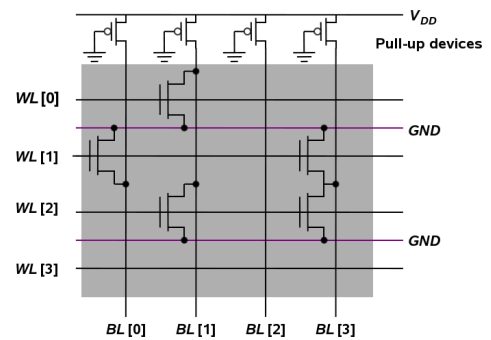 V_DD
Pull-up devices
WL[0]
GND
WL[1]
WL[2]
GND
WL[3]
BL[0] BL[1] BL[2] BL[3]